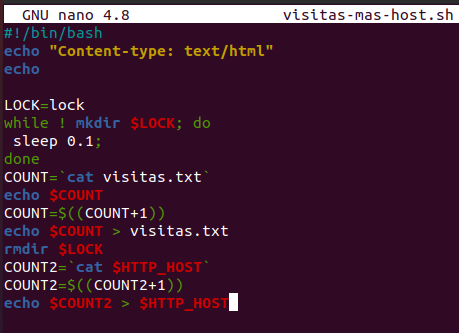 GNU nano 4.8 visitas-mas-host.sh
#!/bin/bash
echo "Content-type: text/html"
echo
LOCK=lock
while ! mkdir $LOCK; do
 sleep 0.1;
done
COUNT=`cat visitas.txt`
echo $COUNT
COUNT=$((COUNT+1))
echo $COUNT > visitas.txt
rmdir $LOCK
COUNT2=`cat $HTTP_HOST`
COUNT2=$((COUNT2+1))
echo $COUNT2 > $HTTP_HOST